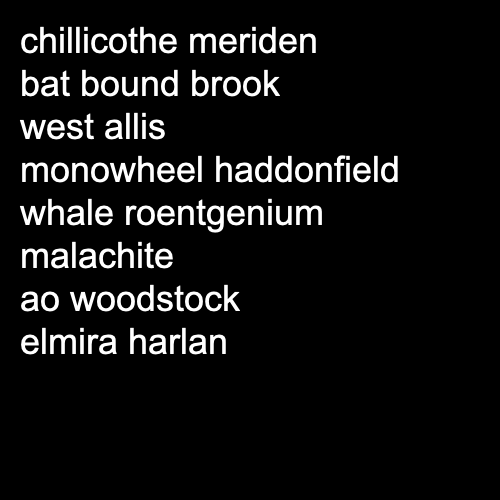 chillicothe meriden
bat bound brook
west allis
monowheel haddonfield
whale roentgenium
malachite
ao woodstock
elmira harlan